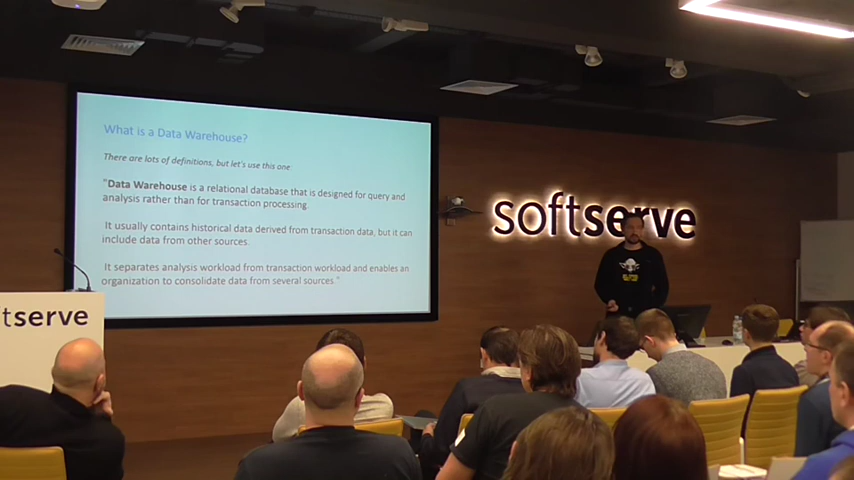 What is a Data Warehouse?
There are lots of definitions, but let's use this one:
"Data Warehouse is a relational database that is designed for query and
analysis rather than for transaction processing.
It usually contains historical data derived from transaction data, but it can
include data from other sources.
It separates analysis workload from transaction workload and enables an
organization to consolidate data from several sources."
softserve
ftserve